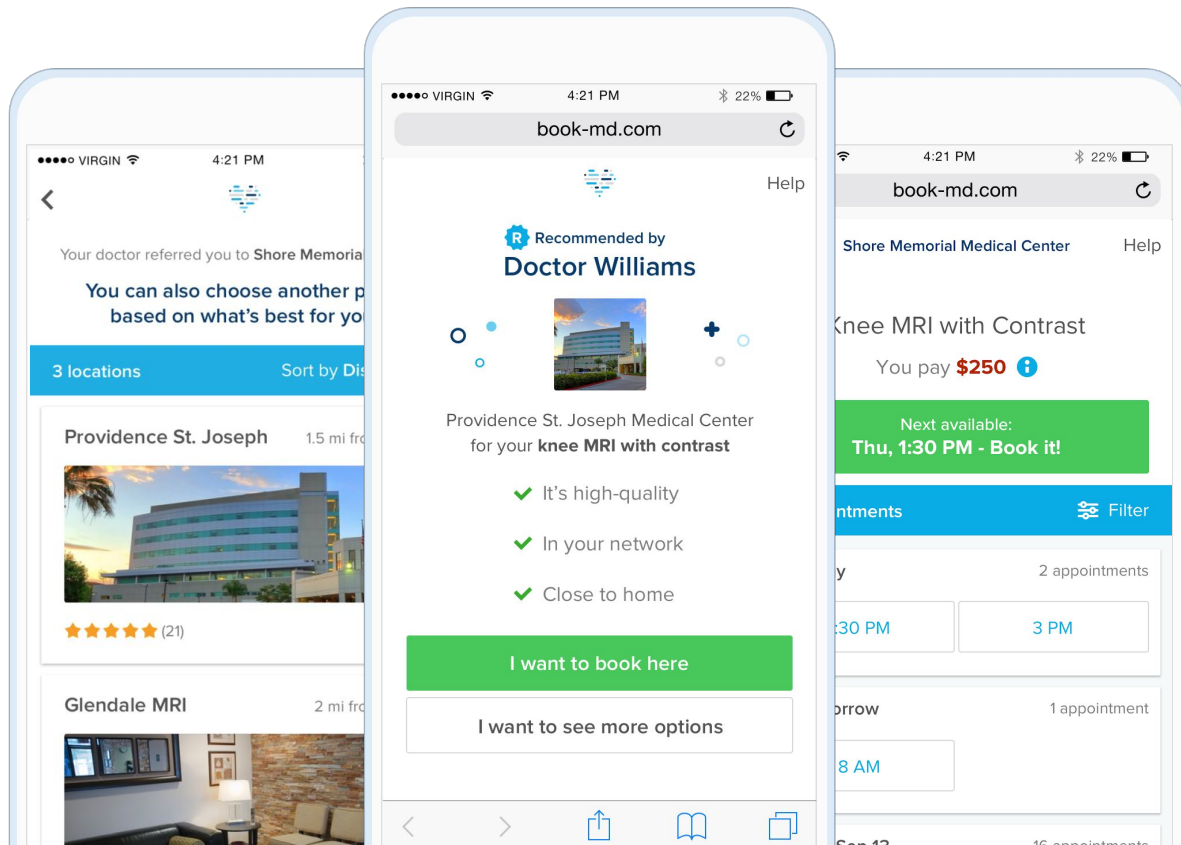 VIRGIN
4:21 PM
Your doctor referred you to Shore Memoria
You can also choose another p
based on what's best for yo
3 locations
Sort by Dis
Providence St. Joseph
1.5 mi fro
(21)
Glendale MRI
2 mi fro
VIRGIN
4:21 PM
22%
book-md.com
Help
R Recommended by
Doctor Williams
Providence St. Joseph Medical Center
for your knee MRI with contrast
It's high-quality
In your network
Close to home
I want to book here
I want to see more options
4:21 PM
22%
book-md.com
Shore Memorial Medical Center
Help
Knee MRI with Contrast
You pay $250
Next available:
Thu, 1:30 PM - Book it!
ntments
Filter
y
2 appointments
:30 PM
3 PM
orrow
1 appointment
8 AM
Sep 13
16 appointments